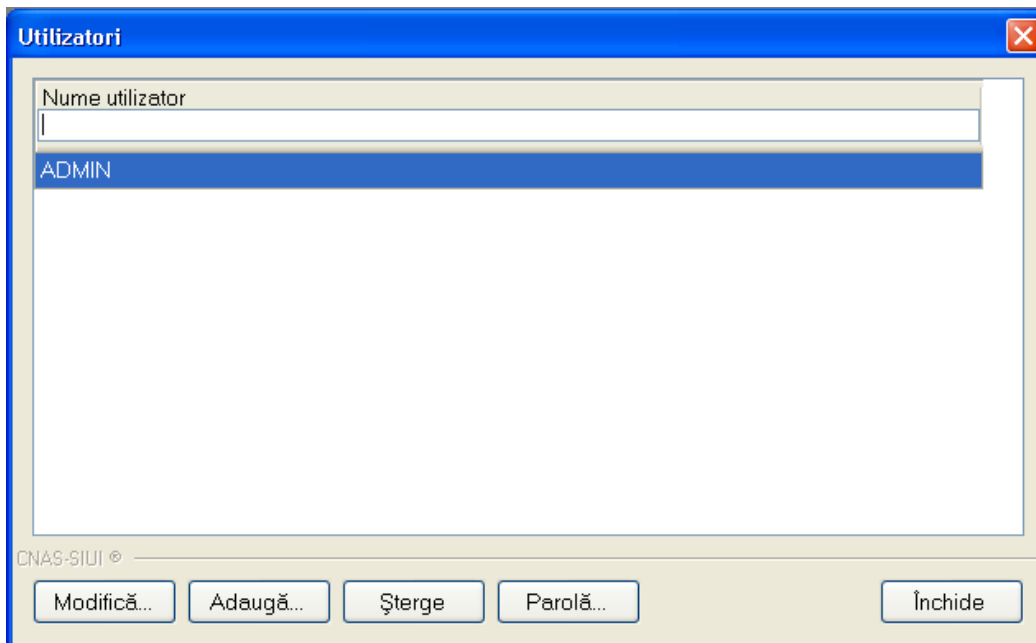 Utilizatori
Nume utilizator
ADMIN
CNAS-SIUI ®
Modifică... Adaugă... Şterge Parolă... Închide